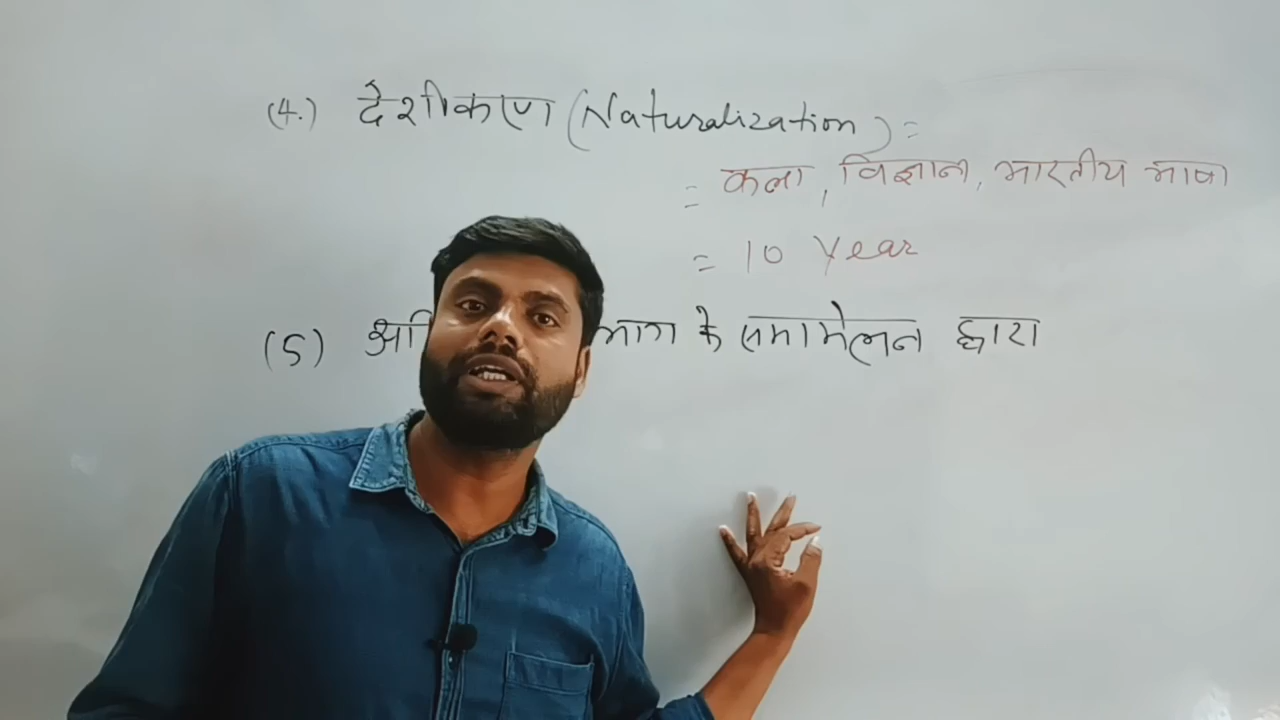 (4.) देशीकरण (Naturalization) =
= कला, विज्ञान, भारतीय भाषा
= 10 Year
(5) भाग के समामेलन द्वारा